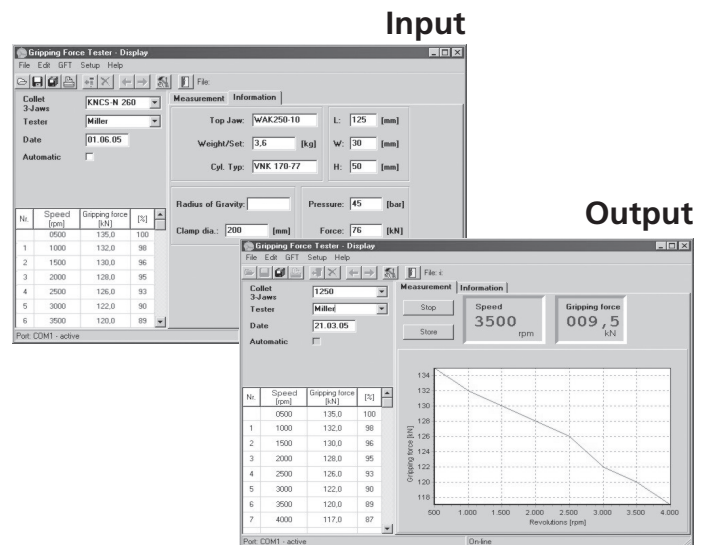 Input
Gripping Force Tester - Display
File Edit GFT Setup Help
File:
Collet
3-Jaws
KNCS-N 260
Tester
Miller
Date
01.06.05
Automatic
Measurement Information
Top Jaw: WAK250-10 L: 125 [mm]
Weight/Set: 3,6 [kg] W: 30 [mm]
Cyl. Typ: VNK 170-77 H: 50 [mm]
Radius of Gravity: Pressure: 45 [bar]
Clamp dia.: 200 [mm] Force: 76 [kN]
Nr. Speed [rpm] Gripping force [kN] [%]
0500 135,0 100
1 1000 132,0 98
2 1500 130,0 96
3 2000 128,0 95
4 2500 126,0 93
5 3000 122,0 90
6 3500 120,0 89
Port: COM1 - active
Output
Gripping Force Tester - Display
File Edit GFT Setup Help
File:
Collet
3-Jaws
1250
Tester
Miller
Date
21.03.05
Automatic
Measurement Information
Stop
Store
Speed
3500
rpm
Gripping force
009,5
kN
Nr. Speed [rpm] Gripping force [kN] [%]
0500 135,0 100
1 1000 132,0 98
2 1500 130,0 96
3 2000 128,0 95
4 2500 126,0 93
5 3000 122,0 90
6 3500 120,0 89
7 4000 117,0 87
Gripping force [kN]
134
132
130
128
126
124
122
120
118
500 1.000 1.500 2.000 2.500 3.000 3.500 4.000
Revolutions [rpm]
Port: COM1 - active
On-line